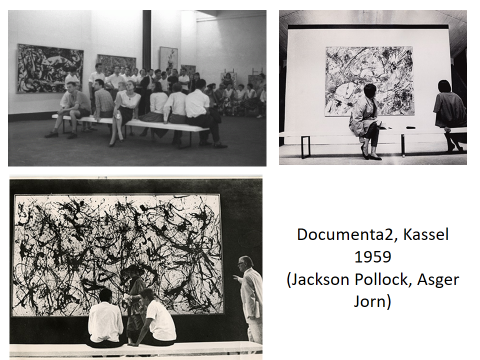 Documenta2, Kassel
1959
(Jackson Pollock, Asger
Jorn)